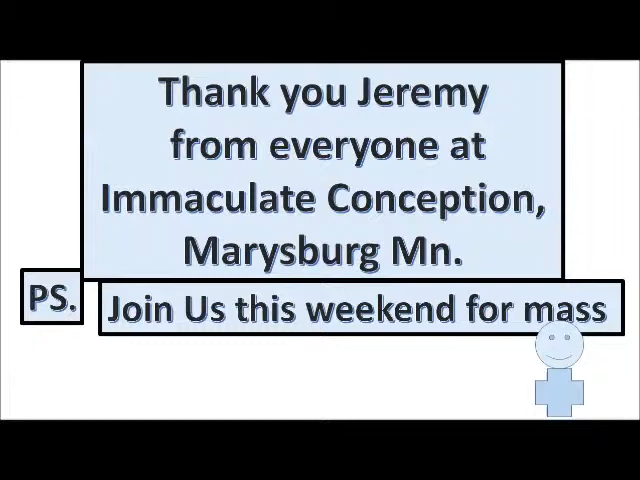 Thank you Jeremy
from everyone at
Immaculate Conception,
Marysburg Mn.
PS.
Join Us this weekend for mass